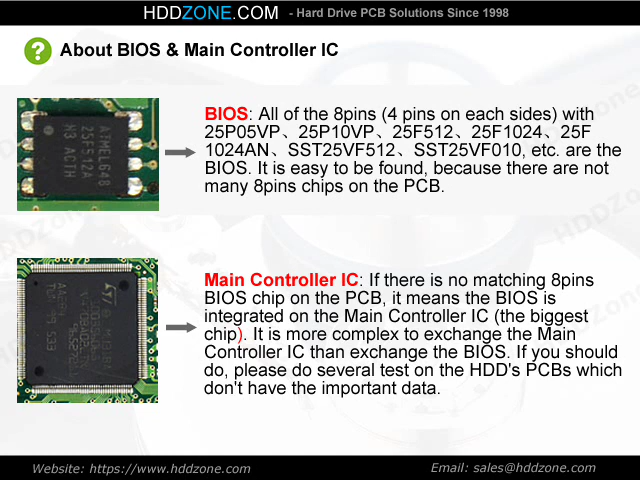 HDDZONE.COM - Hard Drive PCB Solutions Since 1998
? About BIOS & Main Controller IC
ATMEL648
25F512A
N3 ACTH
BIOS: All of the 8pins (4 pins on each sides) with
25P05VP、25P10VP、25F512、25F1024、25F
1024AN、SST25VF512、SST25VF010, etc. are the
BIOS. It is easy to be found, because there are not
many 8pins chips on the PCB.
Main Controller IC: If there is no matching 8pins
BIOS chip on the PCB, it means the BIOS is
integrated on the Main Controller IC (the biggest
chip). It is more complex to exchange the Main
Controller IC than exchange the BIOS. If you should
do, please do several test on the HDD's PCBs which
don't have the important data.
HDDZone
Website: https://www.hddzone.com
Email: sales@hddzone.com